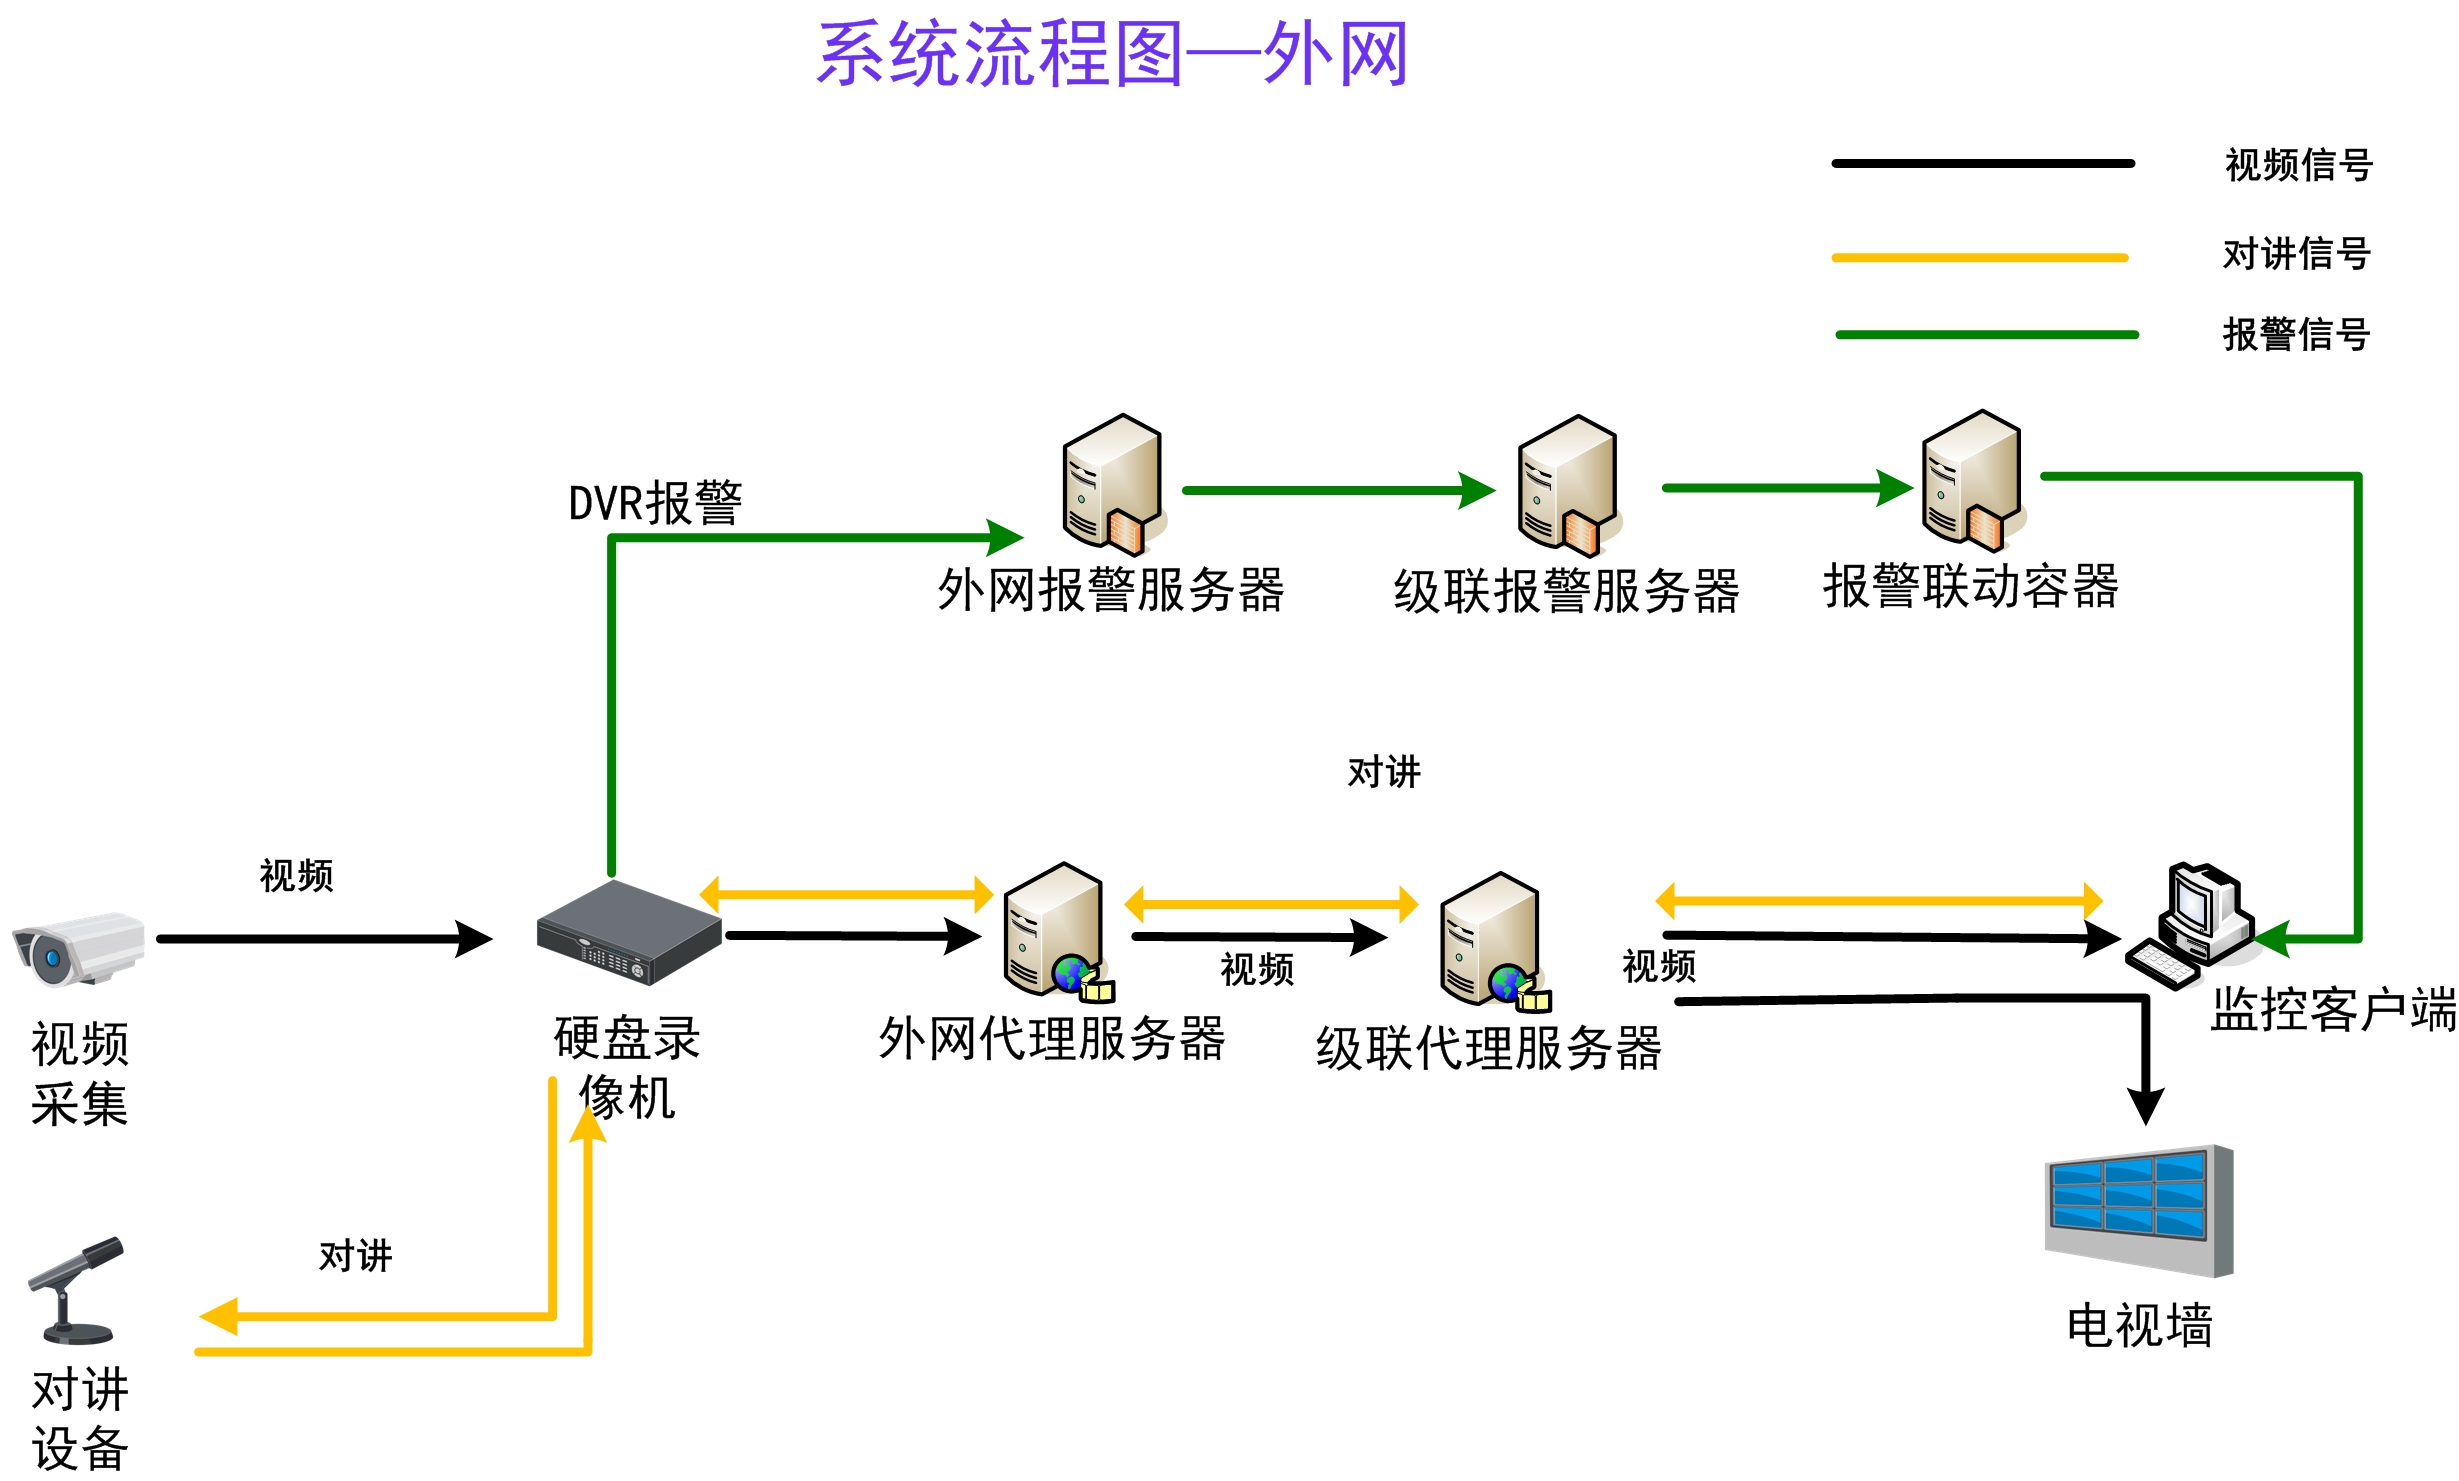 系统流程图—外网
视频信号
对讲信号
报警信号
DVR报警
外网报警服务器
级联报警服务器
报警联动容器
对讲
视频
视频
视频
视频
采集
硬盘录
像机
外网代理服务器
级联代理服务器
监控客户端
对讲
电视墙
对讲
设备